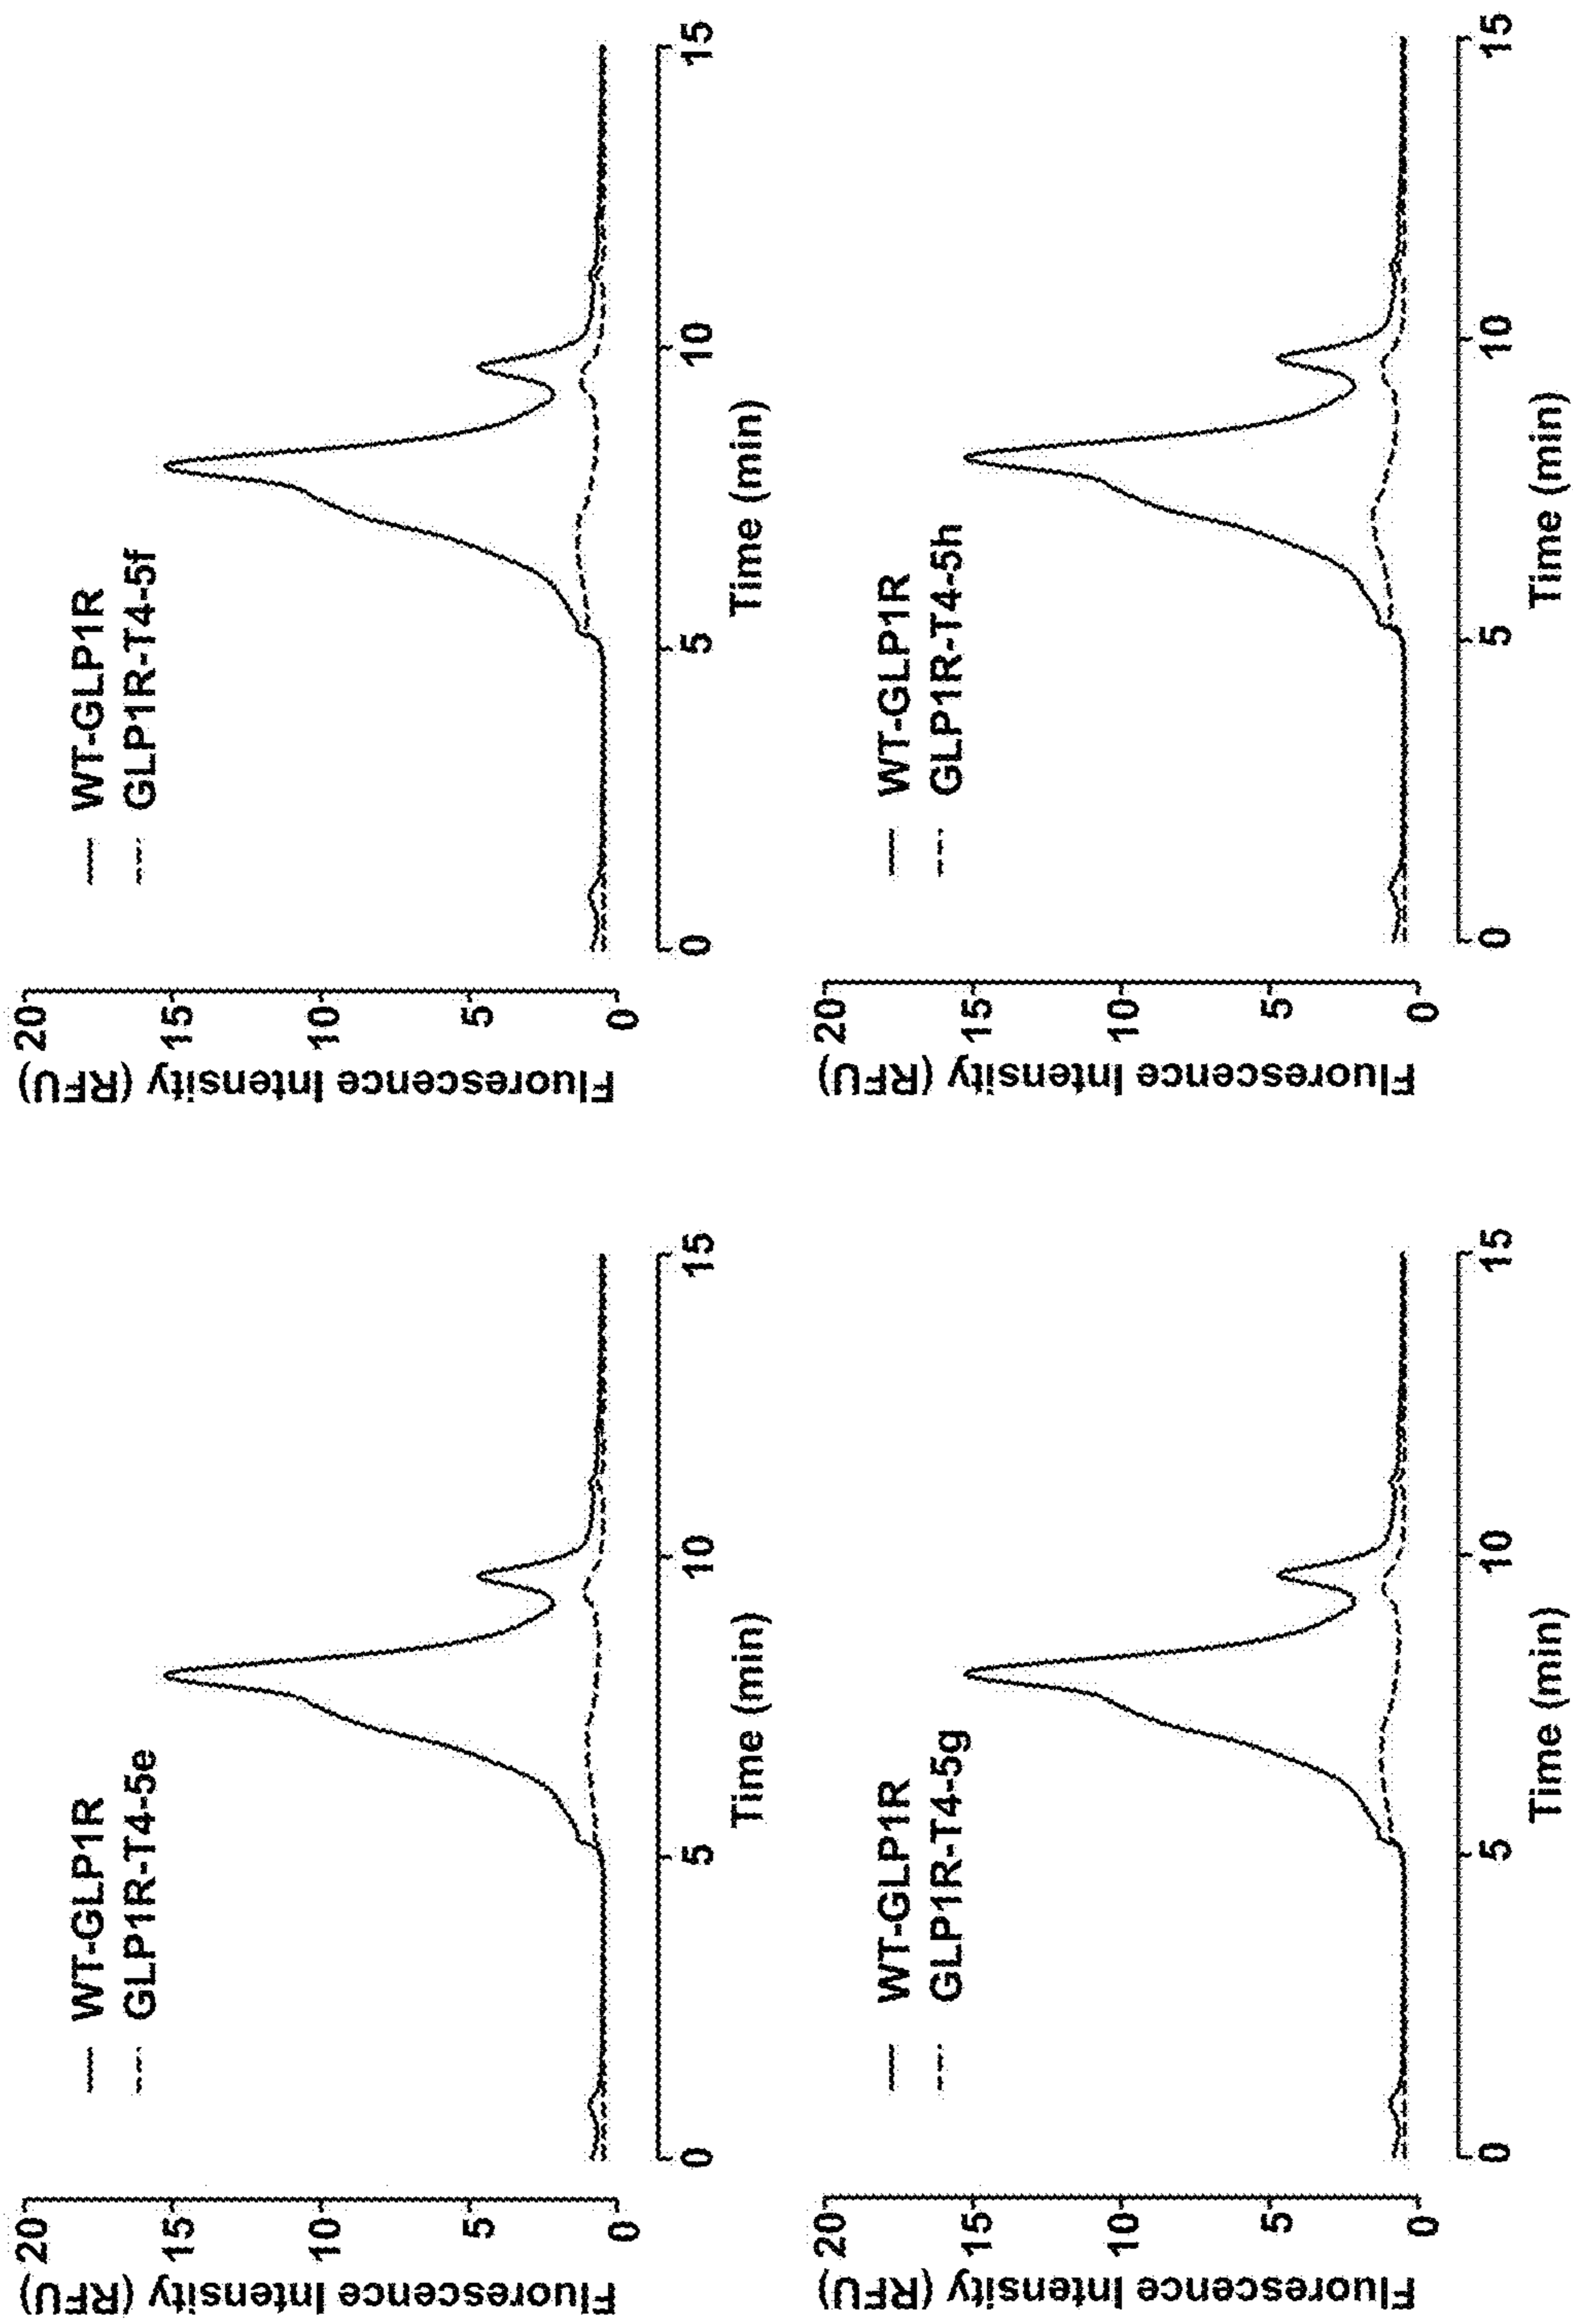 WT-GLP1R
GLP1R-T4-5e
Fluorescence Intensity
(RFU)
20
15
10
5
0
0
5
10
15
Time (min)
WT-GLP1R
GLP1R-T4-5f
Fluorescence Intensity
(RFU)
20
15
10
5
0
0
5
10
15
Time (min)
WT-GLP1R
GLP1R-T4-5g
Fluorescence Intensity
(RFU)
20
15
10
5
0
0
5
10
15
Time (min)
WT-GLP1R
GLP1R-T4-5h
Fluorescence Intensity
(RFU)
20
15
10
5
0
0
5
10
15
Time (min)